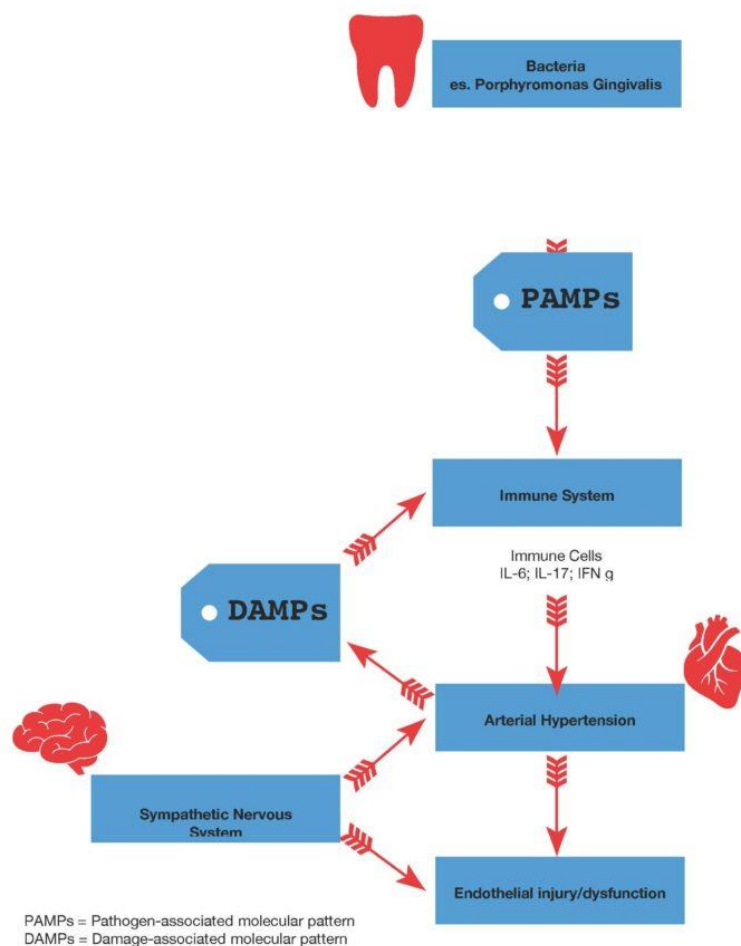 Bacteria
es. Porphyromonas Gingivalis
PAMPs
Immune System
Immune Cells
IL-6; IL-17; IFN g
DAMPs
Arterial Hypertension
Sympathetic Nervous
System
Endothelial injury/dysfunction
PAMPs = Pathogen-associated molecular pattern
DAMPs = Damage-associated molecular pattern